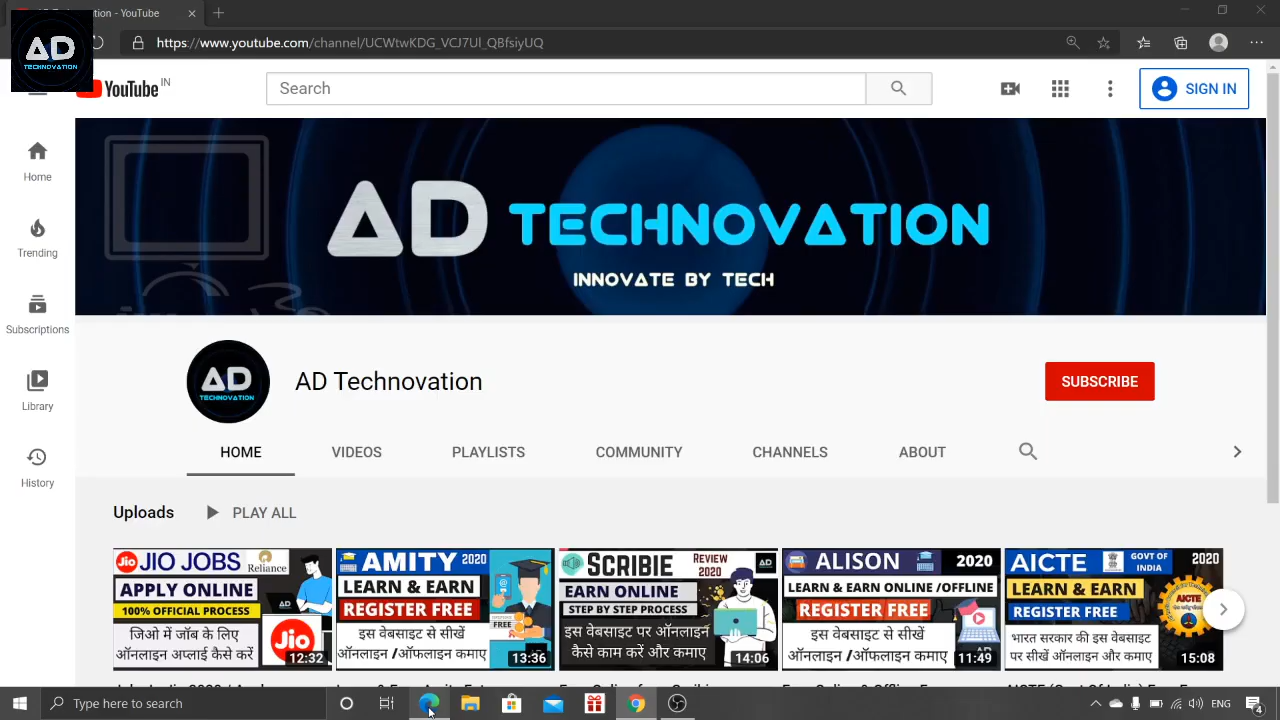 - YouTube
AD
TECHNOVATION
https://www.youtube.com/channel/UCWtwKDG_VCJ7Ul_QBfsiyUQ
YouTube IN
Search
SIGN IN
Home
Trending
Subscriptions
Library
History
AD TECHNOVATION
INNOVATE BY TECH
AD
TECHNOVATION
AD Technovation
SUBSCRIBE
HOME
VIDEOS
PLAYLISTS
COMMUNITY
CHANNELS
ABOUT
Uploads
PLAY ALL
JIO JOBS
Reliance
APPLY ONLINE
100% OFFICIAL PROCESS
जिओ में जॉब के लिए
ऑनलाइन अप्लाई कैसे करें
Jio
12:32
AMITY 2020
LEARN & EARN
REGISTER FREE
इस वेबसाइट से सीखें
ऑनलाइन /ऑफलाइन कमाए
13:36
SCRIBIE REVIEW
2020
EARN ONLINE
STEP BY STEP PROCESS
इस वेबसाइट पर ऑनलाइन
कैसे काम करें और कमाए
14:06
ALISON 2020
LEARN & EARN ONLINE /OFFLINE
REGISTER FREE
इस वेबसाइट से सीखें
ऑनलाइन /ऑफलाइन कमाए
11:49
AICTE GOVT OF
INDIA 2020
LEARN & EARN
REGISTER FREE
भारत सरकार की इस वेबसाइट
पर सीखें ऑनलाइन और कमाए
15:08
Type here to search
ENG
4